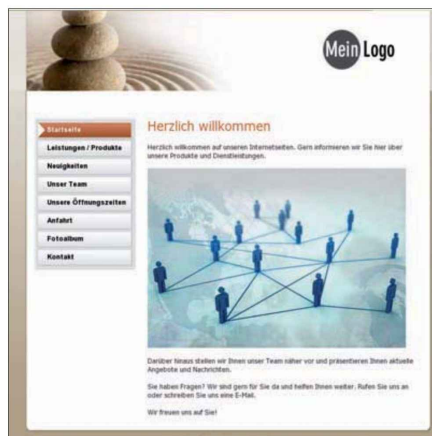 Mein Logo
Startseite
Leistungen / Produkte
Neuigkeiten
Unser Team
Unsere Öffnungszeiten
Anfahrt
Fotoalbum
Kontakt
Herzlich willkommen
Herzlich willkommen auf unseren Internetseiten. Gern informieren wir Sie hier über
unsere Produkte und Dienstleistungen.
Darüber hinaus stellen wir Ihnen unser Team näher vor und präsentieren Ihnen aktuelle
Angebote und Nachrichten.
Sie haben Fragen? Wir sind gern für Sie da und helfen Ihnen weiter. Rufen Sie uns an
oder schreiben Sie uns eine E-Mail.
Wir freuen uns auf Sie!